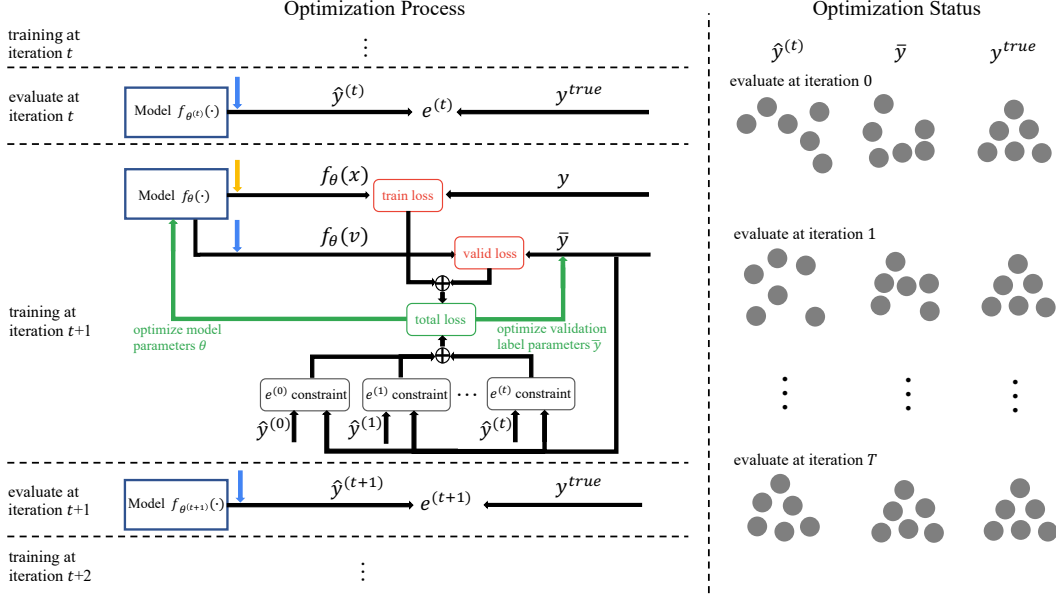 Optimization Process
training at
iteration t
⋮
evaluate at
iteration t
Model f_{θ^{(t)}}(·)
ŷ^{(t)}
e^{(t)}
y^{true}
training at
iteration t+1
Model f_θ(·)
f_θ(x)
train loss
y
f_θ(v)
valid loss
ȳ
total loss
optimize model
parameters θ
optimize validation
label parameters ȳ
e^{(0)} constraint
e^{(1)} constraint
⋯
e^{(t)} constraint
ŷ^{(0)}
ŷ^{(1)}
ŷ^{(t)}
evaluate at
iteration t+1
Model f_{θ^{(t+1)}}(·)
ŷ^{(t+1)}
e^{(t+1)}
y^{true}
training at
iteration t+2
⋮
Optimization Status
ŷ^{(t)} ȳ y^{true}
evaluate at iteration 0
evaluate at iteration 1
⋮ ⋮ ⋮
evaluate at iteration T